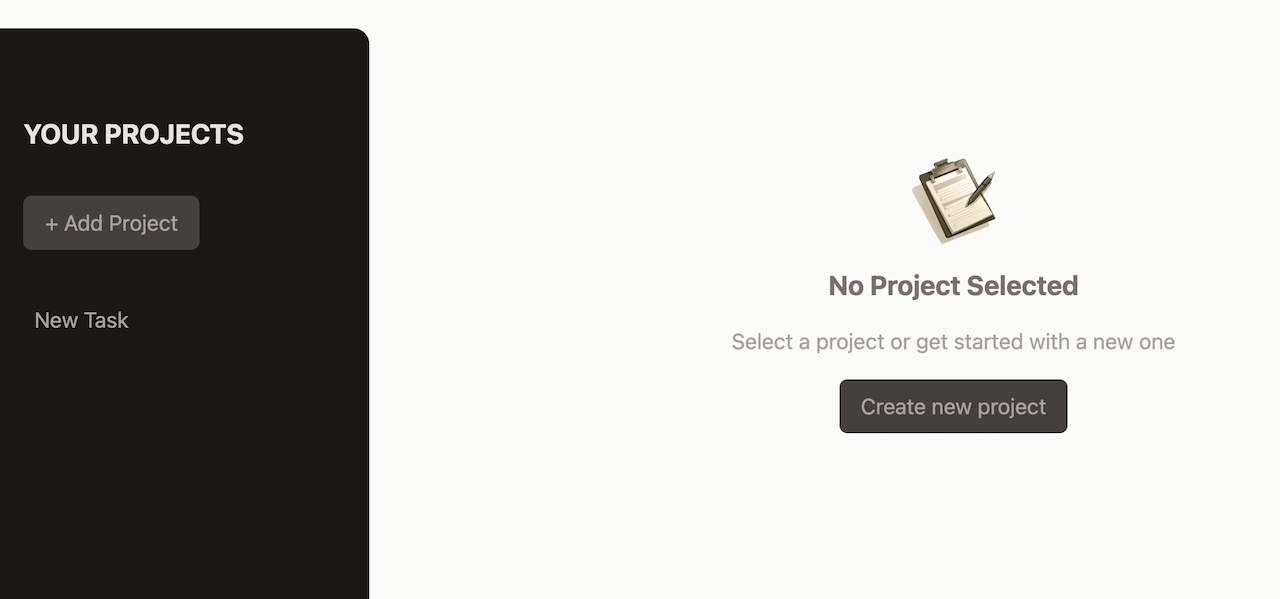 YOUR PROJECTS
+ Add Project
New Task
No Project Selected
Select a project or get started with a new one
Create new project